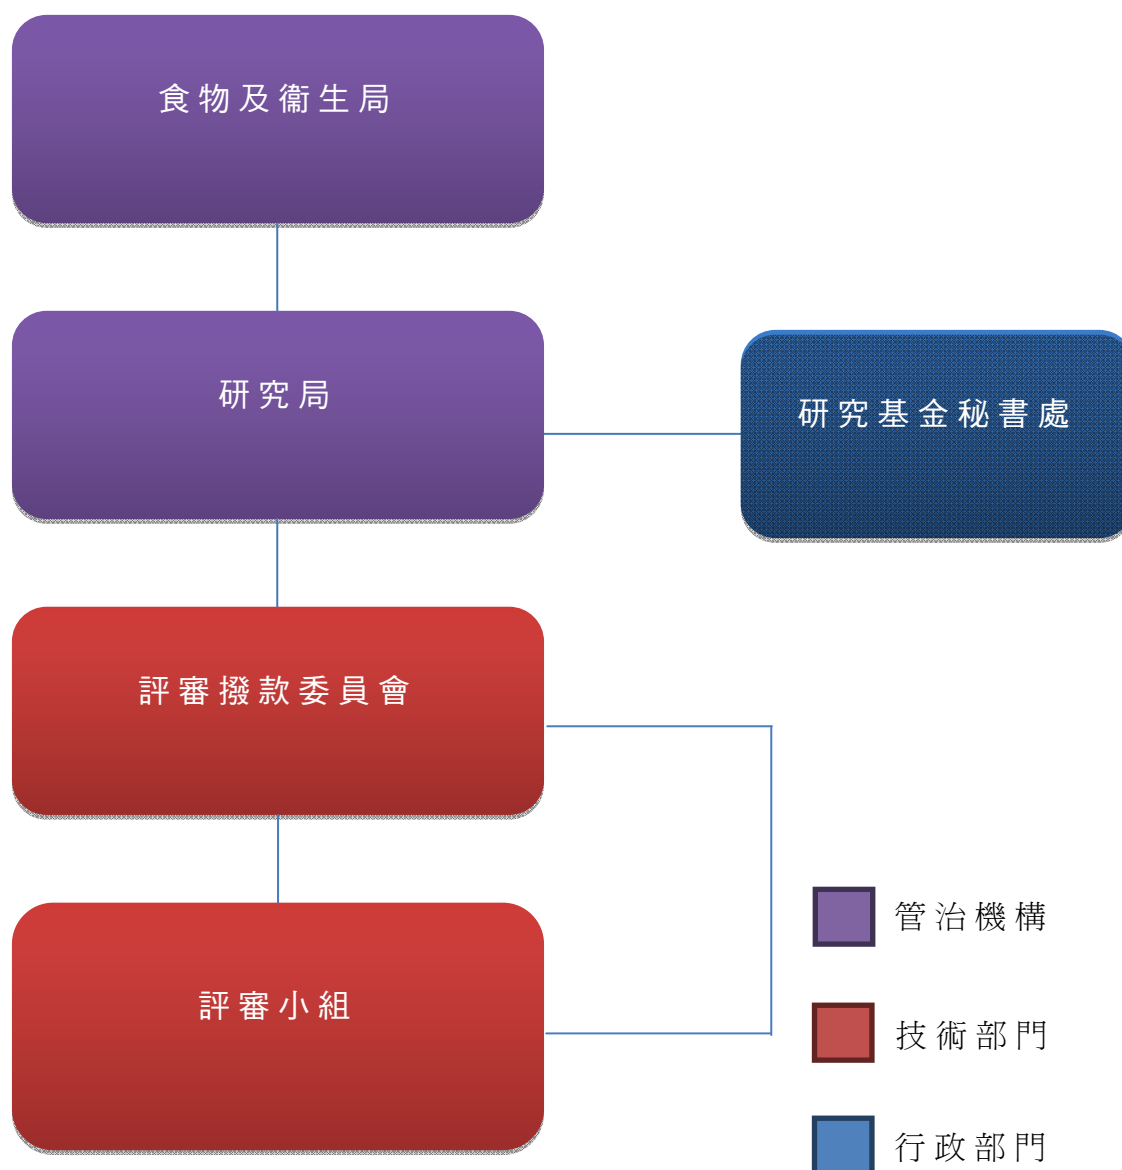 食物及衞生局
研究局
研究基金秘書處
評審撥款委員會
評審小組
管治機構
技術部門
行政部門